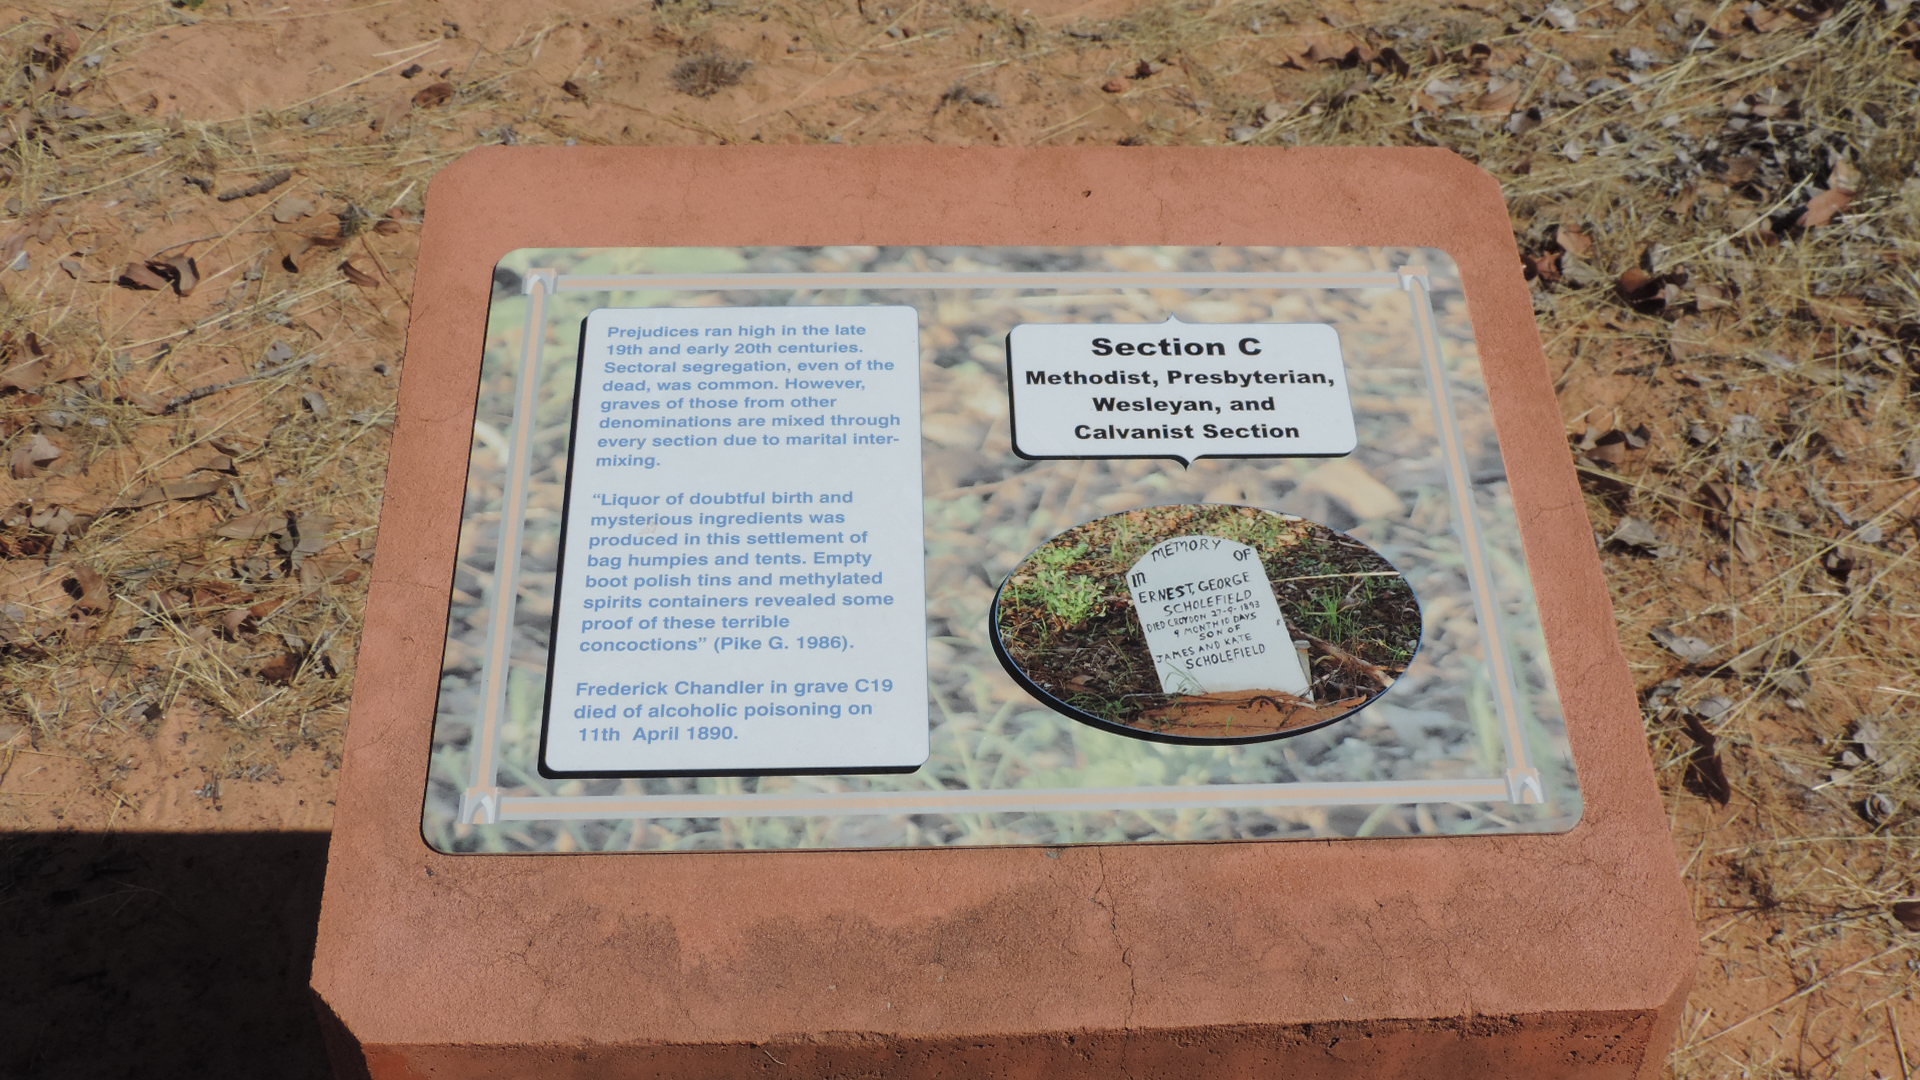 Prejudices ran high in the late
19th and early 20th centuries.
Sectoral segregation, even of the
dead, was common. However,
graves of those from other
denominations are mixed through
every section due to marital inter-
mixing.
“Liquor of doubtful birth and
mysterious ingredients was
produced in this settlement of
bag humpies and tents. Empty
boot polish tins and methylated
spirits containers revealed some
proof of these terrible
concoctions” (Pike G. 1986).
Frederick Chandler in grave C19
died of alcoholic poisoning on
11th April 1890.
Section C
Methodist, Presbyterian,
Wesleyan, and
Calvanist Section
IN MEMORY OF
ERNEST, GEORGE
SCHOLEFIELD
DIED CROYDON 27-9-1893
9 MONTH 10 DAYS
SON OF
JAMES AND KATE
SCHOLEFIELD